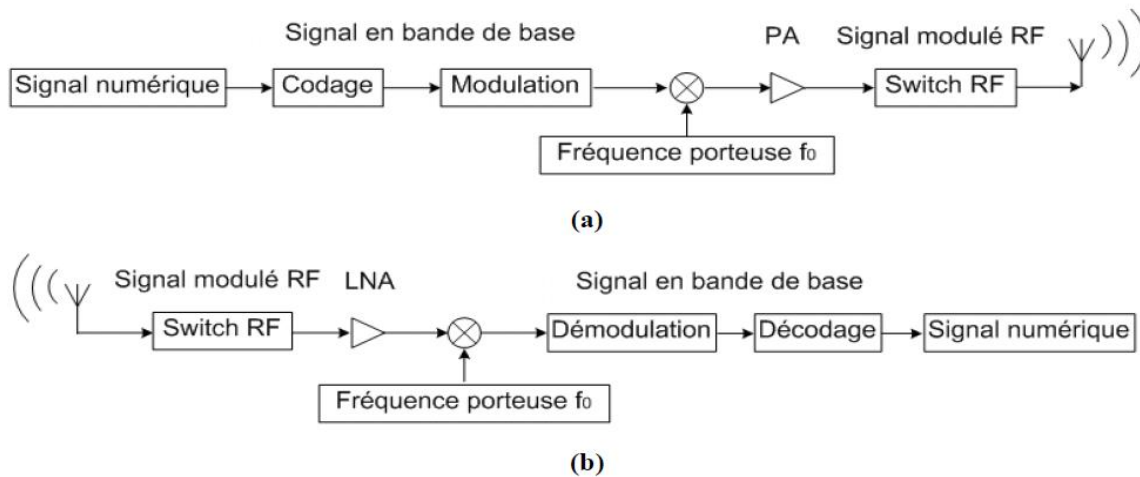 Signal en bande de base
PA
Signal modulé RF
Signal numérique
Codage
Modulation
Switch RF
Fréquence porteuse f0
(a)
Signal modulé RF
LNA
Signal en bande de base
Switch RF
Démodulation
Décodage
Signal numérique
Fréquence porteuse f0
(b)